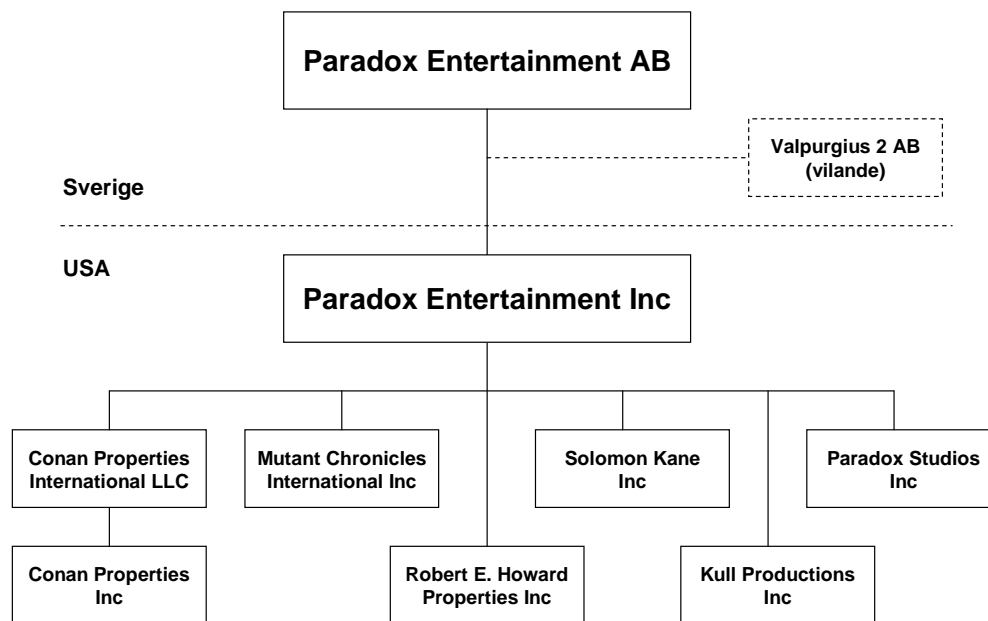 Paradox Entertainment AB
Valpurgius 2 AB
(vilande)
Sverige
USA
Paradox Entertainment Inc
Conan Properties
International LLC
Mutant Chronicles
International Inc
Solomon Kane
Inc
Paradox Studios
Inc
Conan Properties
Inc
Robert E. Howard
Properties Inc
Kull Productions
Inc